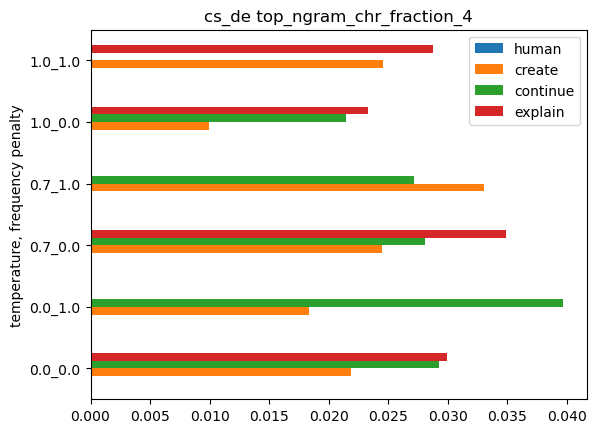 cs_de top_ngram_chr_fraction_4
temperature, frequency penalty
1.0_1.0
1.0_0.0
0.7_1.0
0.7_0.0
0.0_1.0
0.0_0.0
human
create
continue
explain
0.000 0.005 0.010 0.015 0.020 0.025 0.030 0.035 0.040